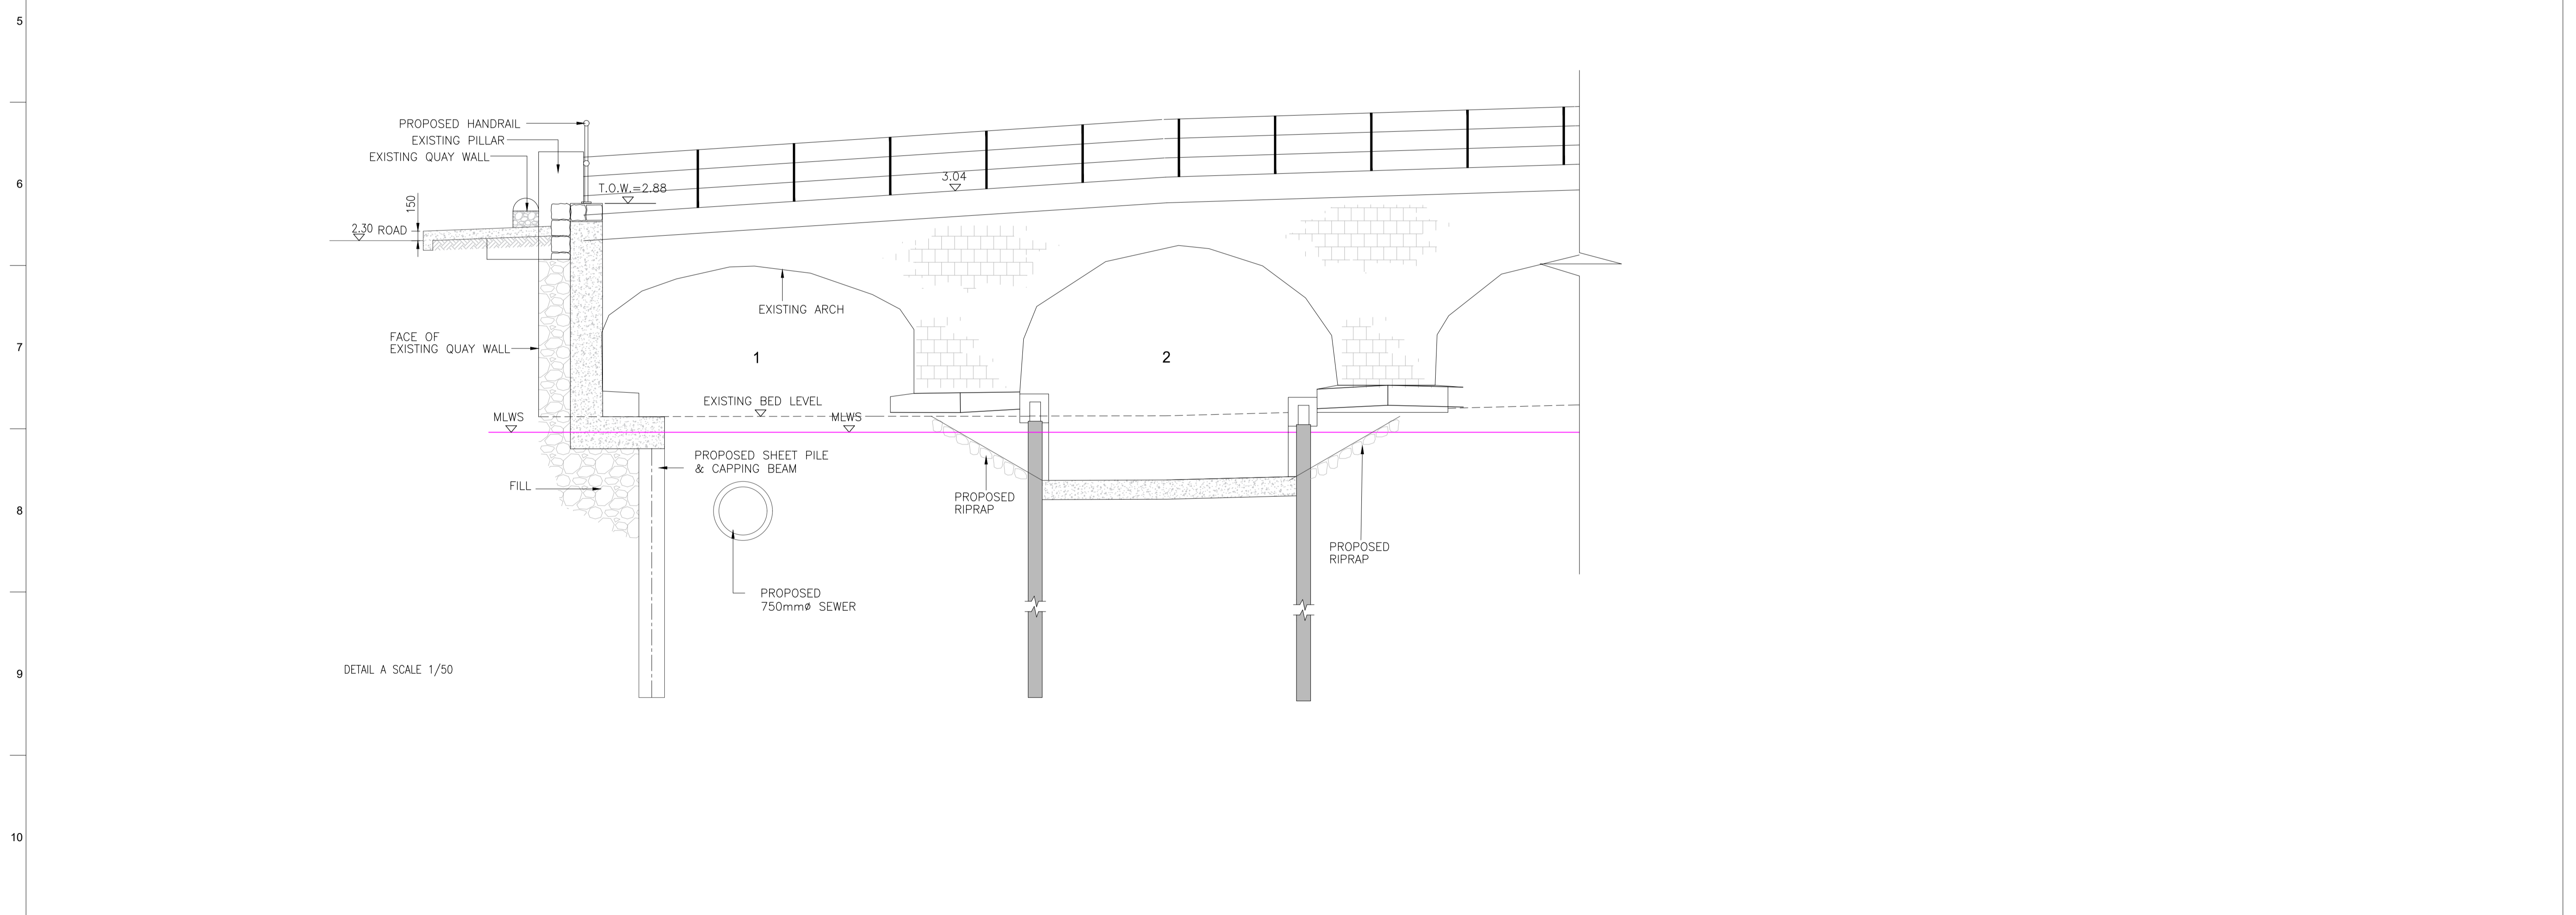 5
6
7
8
9
10
PROPOSED HANDRAIL
EXISTING PILLAR
EXISTING QUAY WALL
150
2.30 ROAD
T.O.W.=2.88
3.04
EXISTING ARCH
FACE OF
EXISTING QUAY WALL
1
2
EXISTING BED LEVEL
MLWS
MLWS
PROPOSED SHEET PILE
& CAPPING BEAM
FILL
PROPOSED
RIPRAP
PROPOSED
RIPRAP
PROPOSED
750mmø SEWER
DETAIL A SCALE 1/50